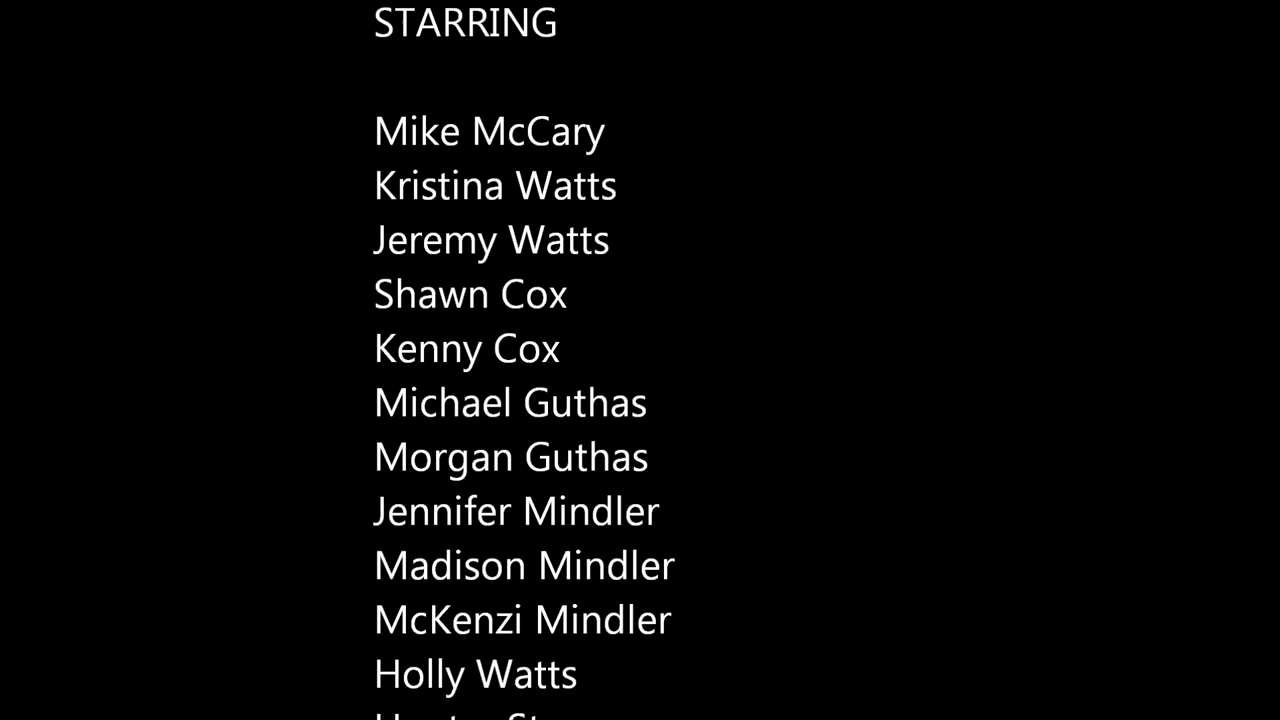 STARRING
Mike McCary
Kristina Watts
Jeremy Watts
Shawn Cox
Kenny Cox
Michael Guthas
Morgan Guthas
Jennifer Mindler
Madison Mindler
McKenzi Mindler
Holly Watts